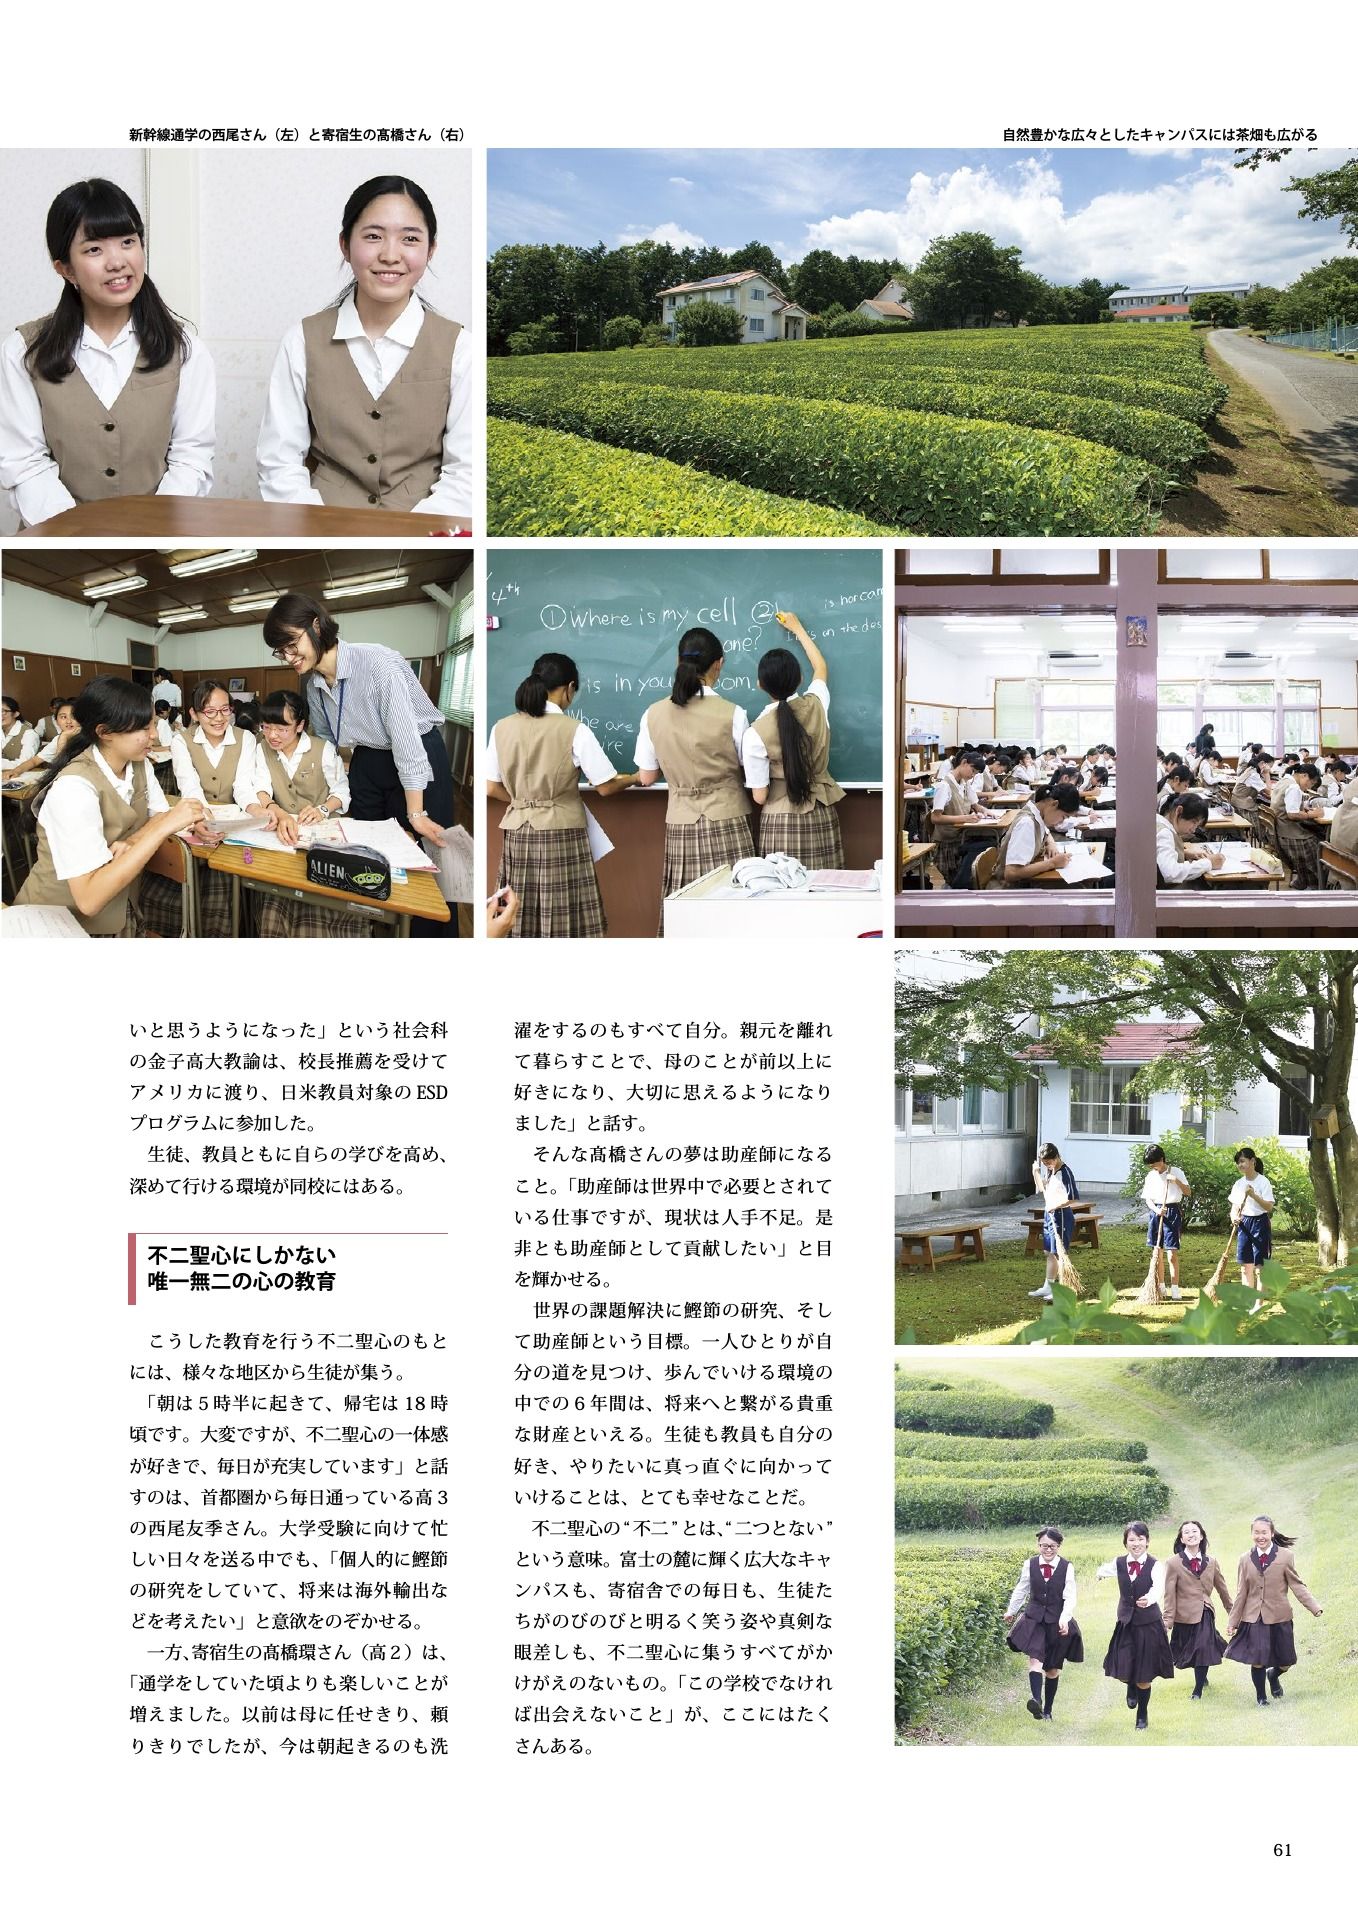 新幹線通学の西尾さん（左）と寄宿生の髙橋さん（右）
自然豊かな広々としたキャンパスには茶畑も広がる
4th
①Where is my cell ②
one?
is in you
oom.
is on the des
ALIEN
いと思うようになった」という社会科
の金子高大教諭は、校長推薦を受けて
アメリカに渡り、日米教員対象の ESD
プログラムに参加した。
生徒、教員ともに自らの学びを高め、
深めて行ける環境が同校にはある。
不二聖心にしかない
唯一無二の心の教育
こうした教育を行う不二聖心のもと
には、様々な地区から生徒が集う。
「朝は 5 時半に起きて、帰宅は 18 時
頃です。大変ですが、不二聖心の一体感
が好きで、毎日が充実しています」と話
すのは、首都圏から毎日通っている高 3
の西尾友季さん。大学受験に向けて忙
しい日々を送る中でも、「個人的に鰹節
の研究をしていて、将来は海外輸出な
どを考えたい」と意欲をのぞかせる。
一方、寄宿生の髙橋環さん（高 2 ）は、
「通学をしていた頃よりも楽しいことが
増えました。以前は母に任せきり、頼
りきりでしたが、今は朝起きるのも洗
濯をするのもすべて自分。親元を離れ
て暮らすことで、母のことが前以上に
好きになり、大切に思えるようになり
ました」と話す。
そんな髙橋さんの夢は助産師になる
こと。「助産師は世界中で必要とされて
いる仕事ですが、現状は人手不足。是
非とも助産師として貢献したい」と目
を輝かせる。
世界の課題解決に鰹節の研究、そし
て助産師という目標。一人ひとりが自
分の道を見つけ、歩んでいける環境の
中での 6 年間は、将来へと繋がる貴重
な財産といえる。生徒も教員も自分の
好き、やりたいに真っ直ぐに向かって
いけることは、とても幸せなことだ。
不二聖心の“不二”とは、“二つとない”
という意味。富士の麓に輝く広大なキャ
ンパスも、寄宿舎での毎日も、生徒た
ちがのびのびと明るく笑う姿や真剣な
眼差しも、不二聖心に集うすべてがか
けがえのないもの。「この学校でなけれ
ば出会えないこと」が、ここにはたく
さんある。
61